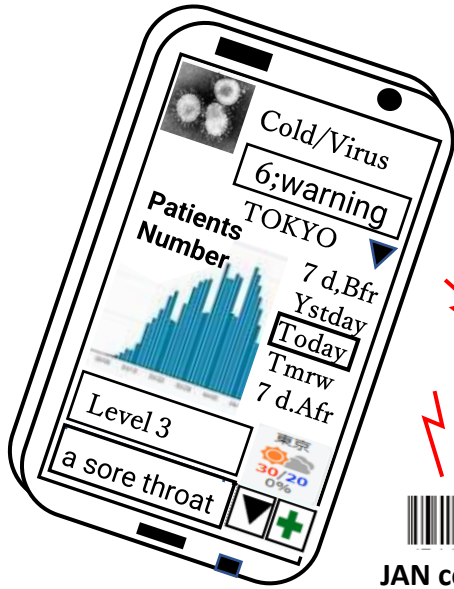 Cold/Virus
6;warning
TOKYO
Patients
Number
7 d,Bfr
Ystday
Today
Tmrw
7 d.Afr
Level 3
a sore throat
東京
30/20
0%
JAN